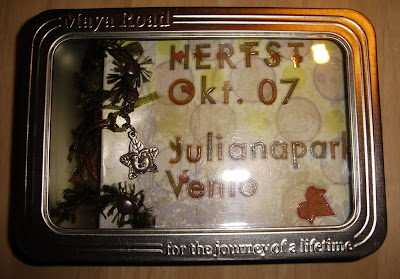 Maya Road
HERFST
Okt. 07
Julianapark
Venlo
for the journey of a lifetime